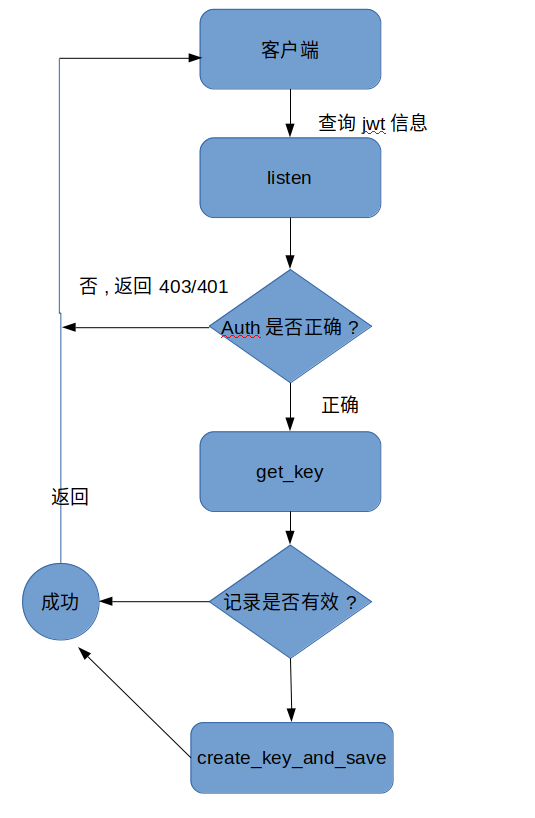 客户端
查询 jwt 信息
listen
否 , 返回 403/401
Auth 是否正确 ?
正确
get_key
返回
成功
记录是否有效 ?
create_key_and_save